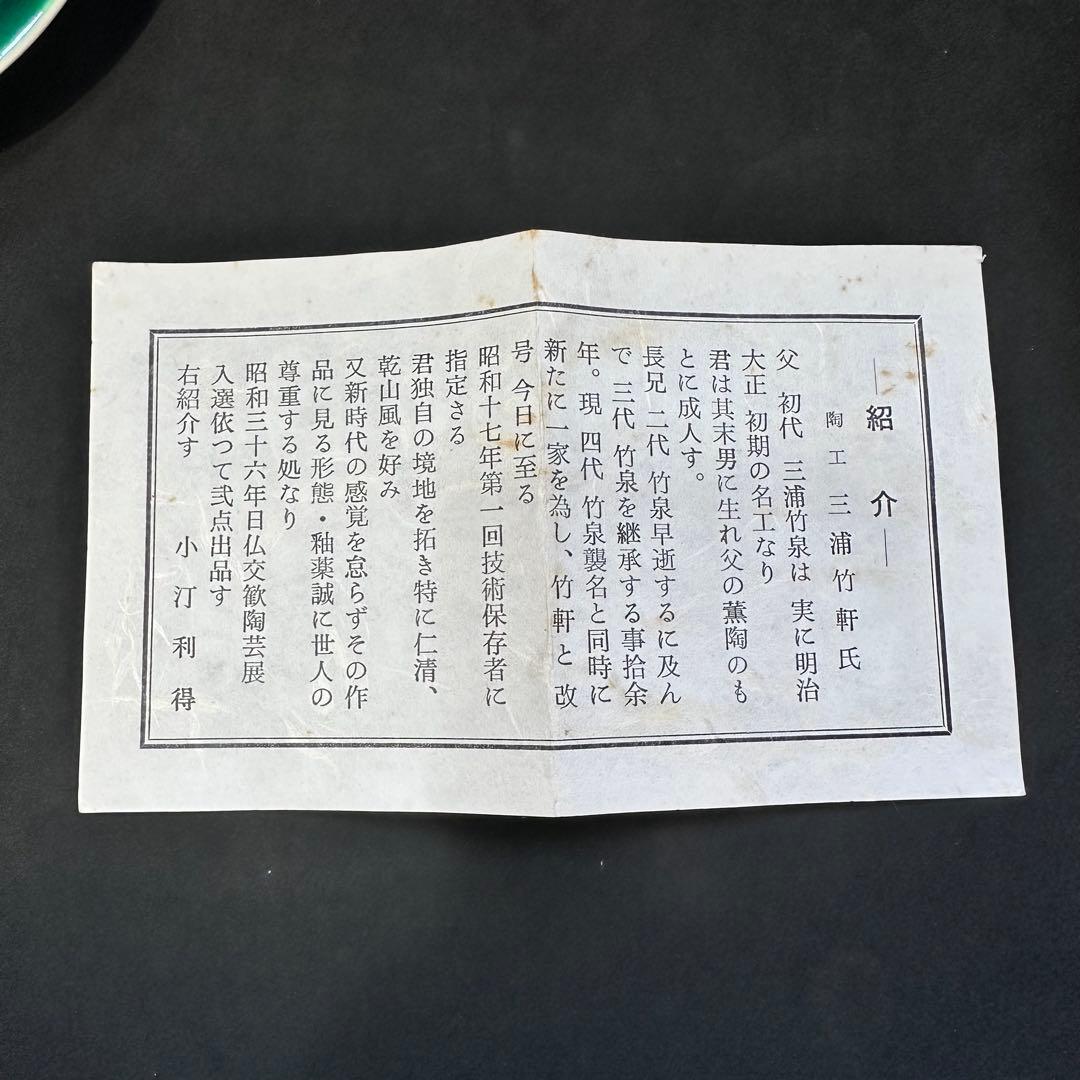 ―紹介―
陶工 三浦竹軒氏
父 初代 三浦竹泉は 実に明治
大正 初期の名工なり
君は其末男に生れ父の薫陶のも
とに成人す。
長兄 二代 竹泉早逝するに及ん
で 三代 竹泉を継承する事拾余
年。現 四代 竹泉襲名と同時に
新たに一家を為し、竹軒と 改
号 今日に至る
昭和十七年第一回技術保存者に
指定さる
君独自の境地を拓き特に仁清、
乾山風を好み
又新時代の感覚を怠らずその作
品に見る形態・釉薬誠に世人の
尊重する処なり
昭和三十六年日仏交歓陶芸展
入選依つて弐点出品す
右紹介す 小汀利得